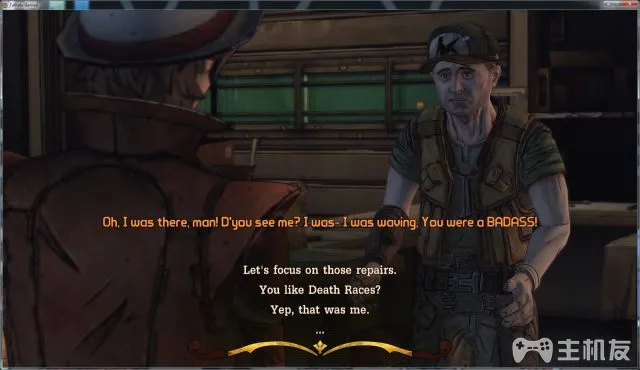 Telltale Games
Oh, I was there, man! D'you see me? I was- I was waving, You were a BADASS!
Let's focus on those repairs.
You like Death Races?
Yep, that was me.
...
主机友